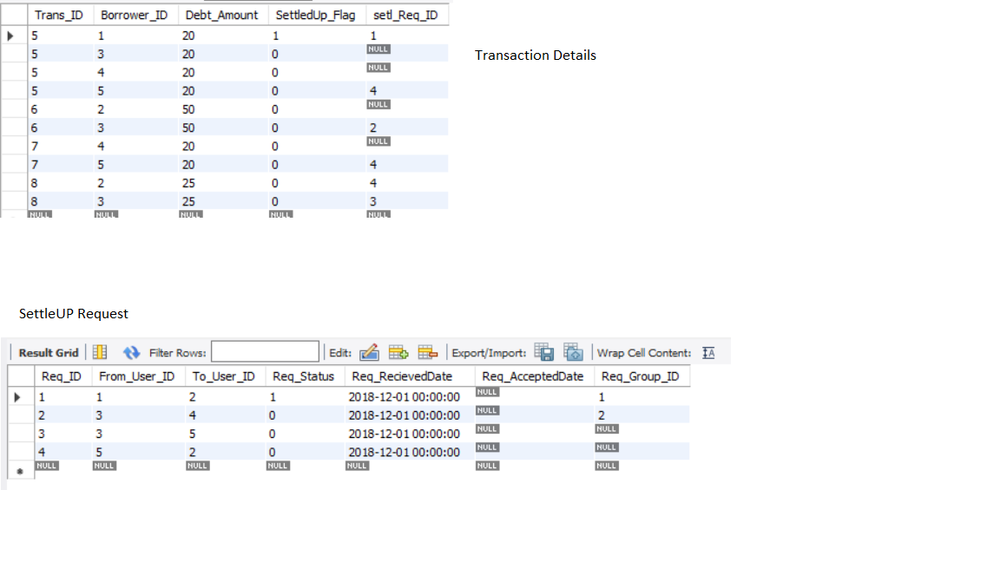 Trans_ID Borrower_ID Debt_Amount SettledUp_Flag setl_Req_ID
5 1 20 1 1
5 3 20 0 NULL
Transaction Details
5 4 20 0 NULL
5 5 20 0 4
6 2 50 0 NULL
6 3 50 0 2
7 4 20 0 NULL
7 5 20 0 4
8 2 25 0 4
8 3 25 0 3
NULL NULL NULL NULL NULL
SettleUP Request
Result Grid Filter Rows: Edit: Export/Import: Wrap Cell Content: IA
Req_ID From_User_ID To_User_ID Req_Status Req_RecievedDate Req_AcceptedDate Req_Group_ID
1 1 2 1 2018-12-01 00:00:00 NULL 1
2 3 4 0 2018-12-01 00:00:00 NULL 2
3 3 5 0 2018-12-01 00:00:00 NULL NULL
4 5 2 0 2018-12-01 00:00:00 NULL NULL
NULL NULL NULL NULL NULL NULL NULL